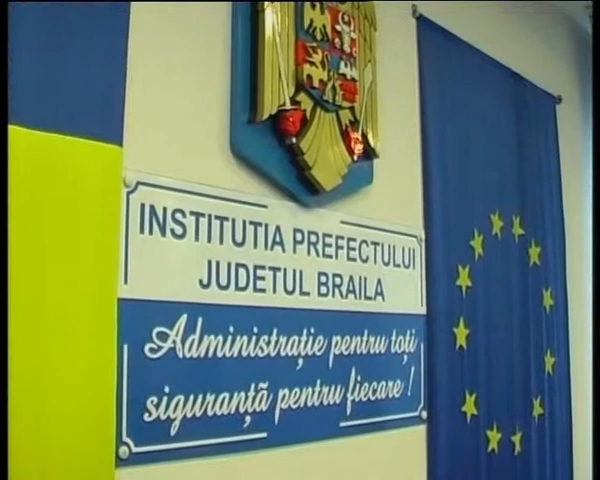 INSTITUTIA PREFECTULUI
JUDETUL BRAILA
Administrație pentru toți
siguranță pentru fiecare !